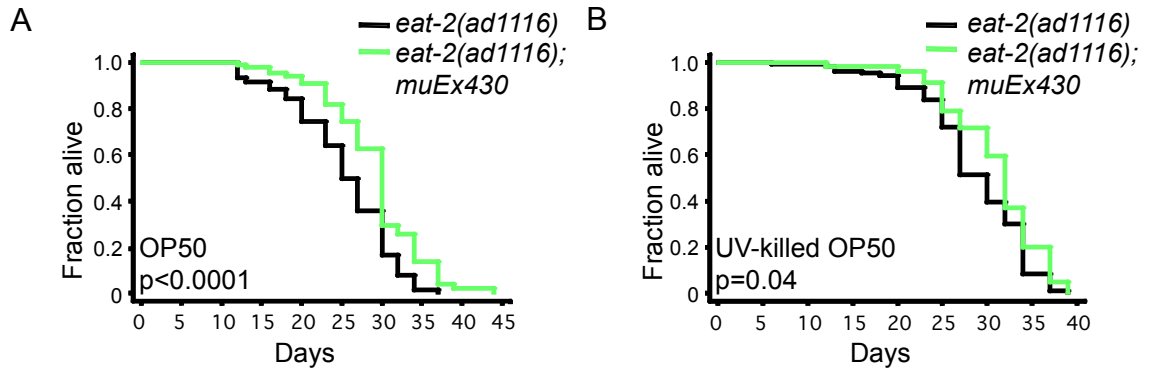 A
eat-2(ad1116)
eat-2(ad1116);
muEx430
1.0
0.8
0.6
0.4
0.2
0
Fraction alive
OP50
p<0.0001
0 5 10 15 20 25 30 35 40 45
Days
B
eat-2(ad1116)
eat-2(ad1116);
muEx430
1.0
0.8
0.6
0.4
0.2
0
Fraction alive
UV-killed OP50
p=0.04
0 5 10 15 20 25 30 35 40
Days